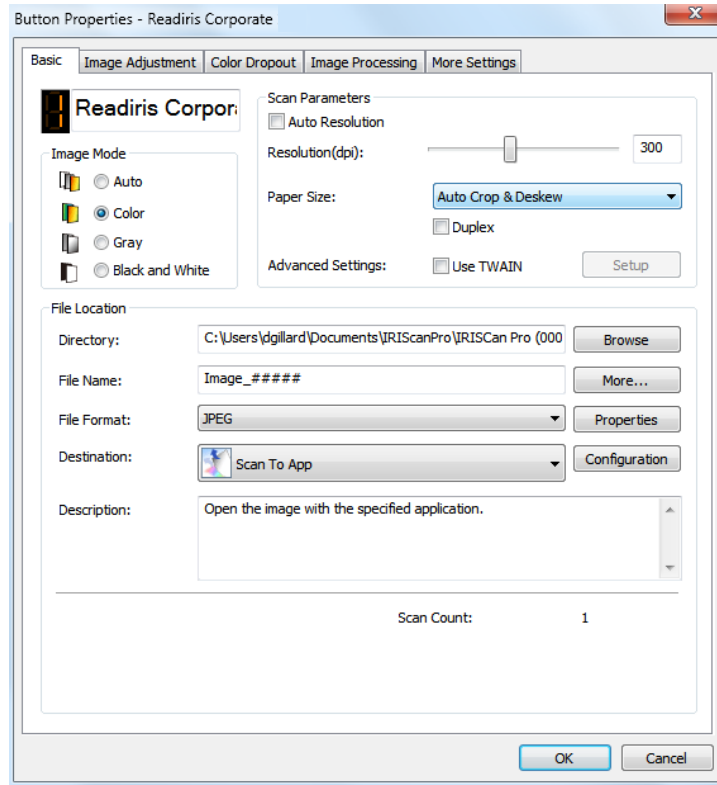 Button Properties - Readiris Corporate
Basic Image Adjustment Color Dropout Image Processing More Settings
1 Readiris Corpor
Scan Parameters
Auto Resolution
Resolution(dpi): 300
Paper Size: Auto Crop & Deskew
Duplex
Advanced Settings: Use TWAIN Setup
Image Mode
Auto
Color
Gray
Black and White
File Location
Directory: C:\Users\dgillard\Documents\IRIScanPro\IRISCan Pro (000 Browse
File Name: Image_##### More...
File Format: JPEG Properties
Destination: Scan To App Configuration
Description: Open the image with the specified application.
Scan Count: 1
OK Cancel